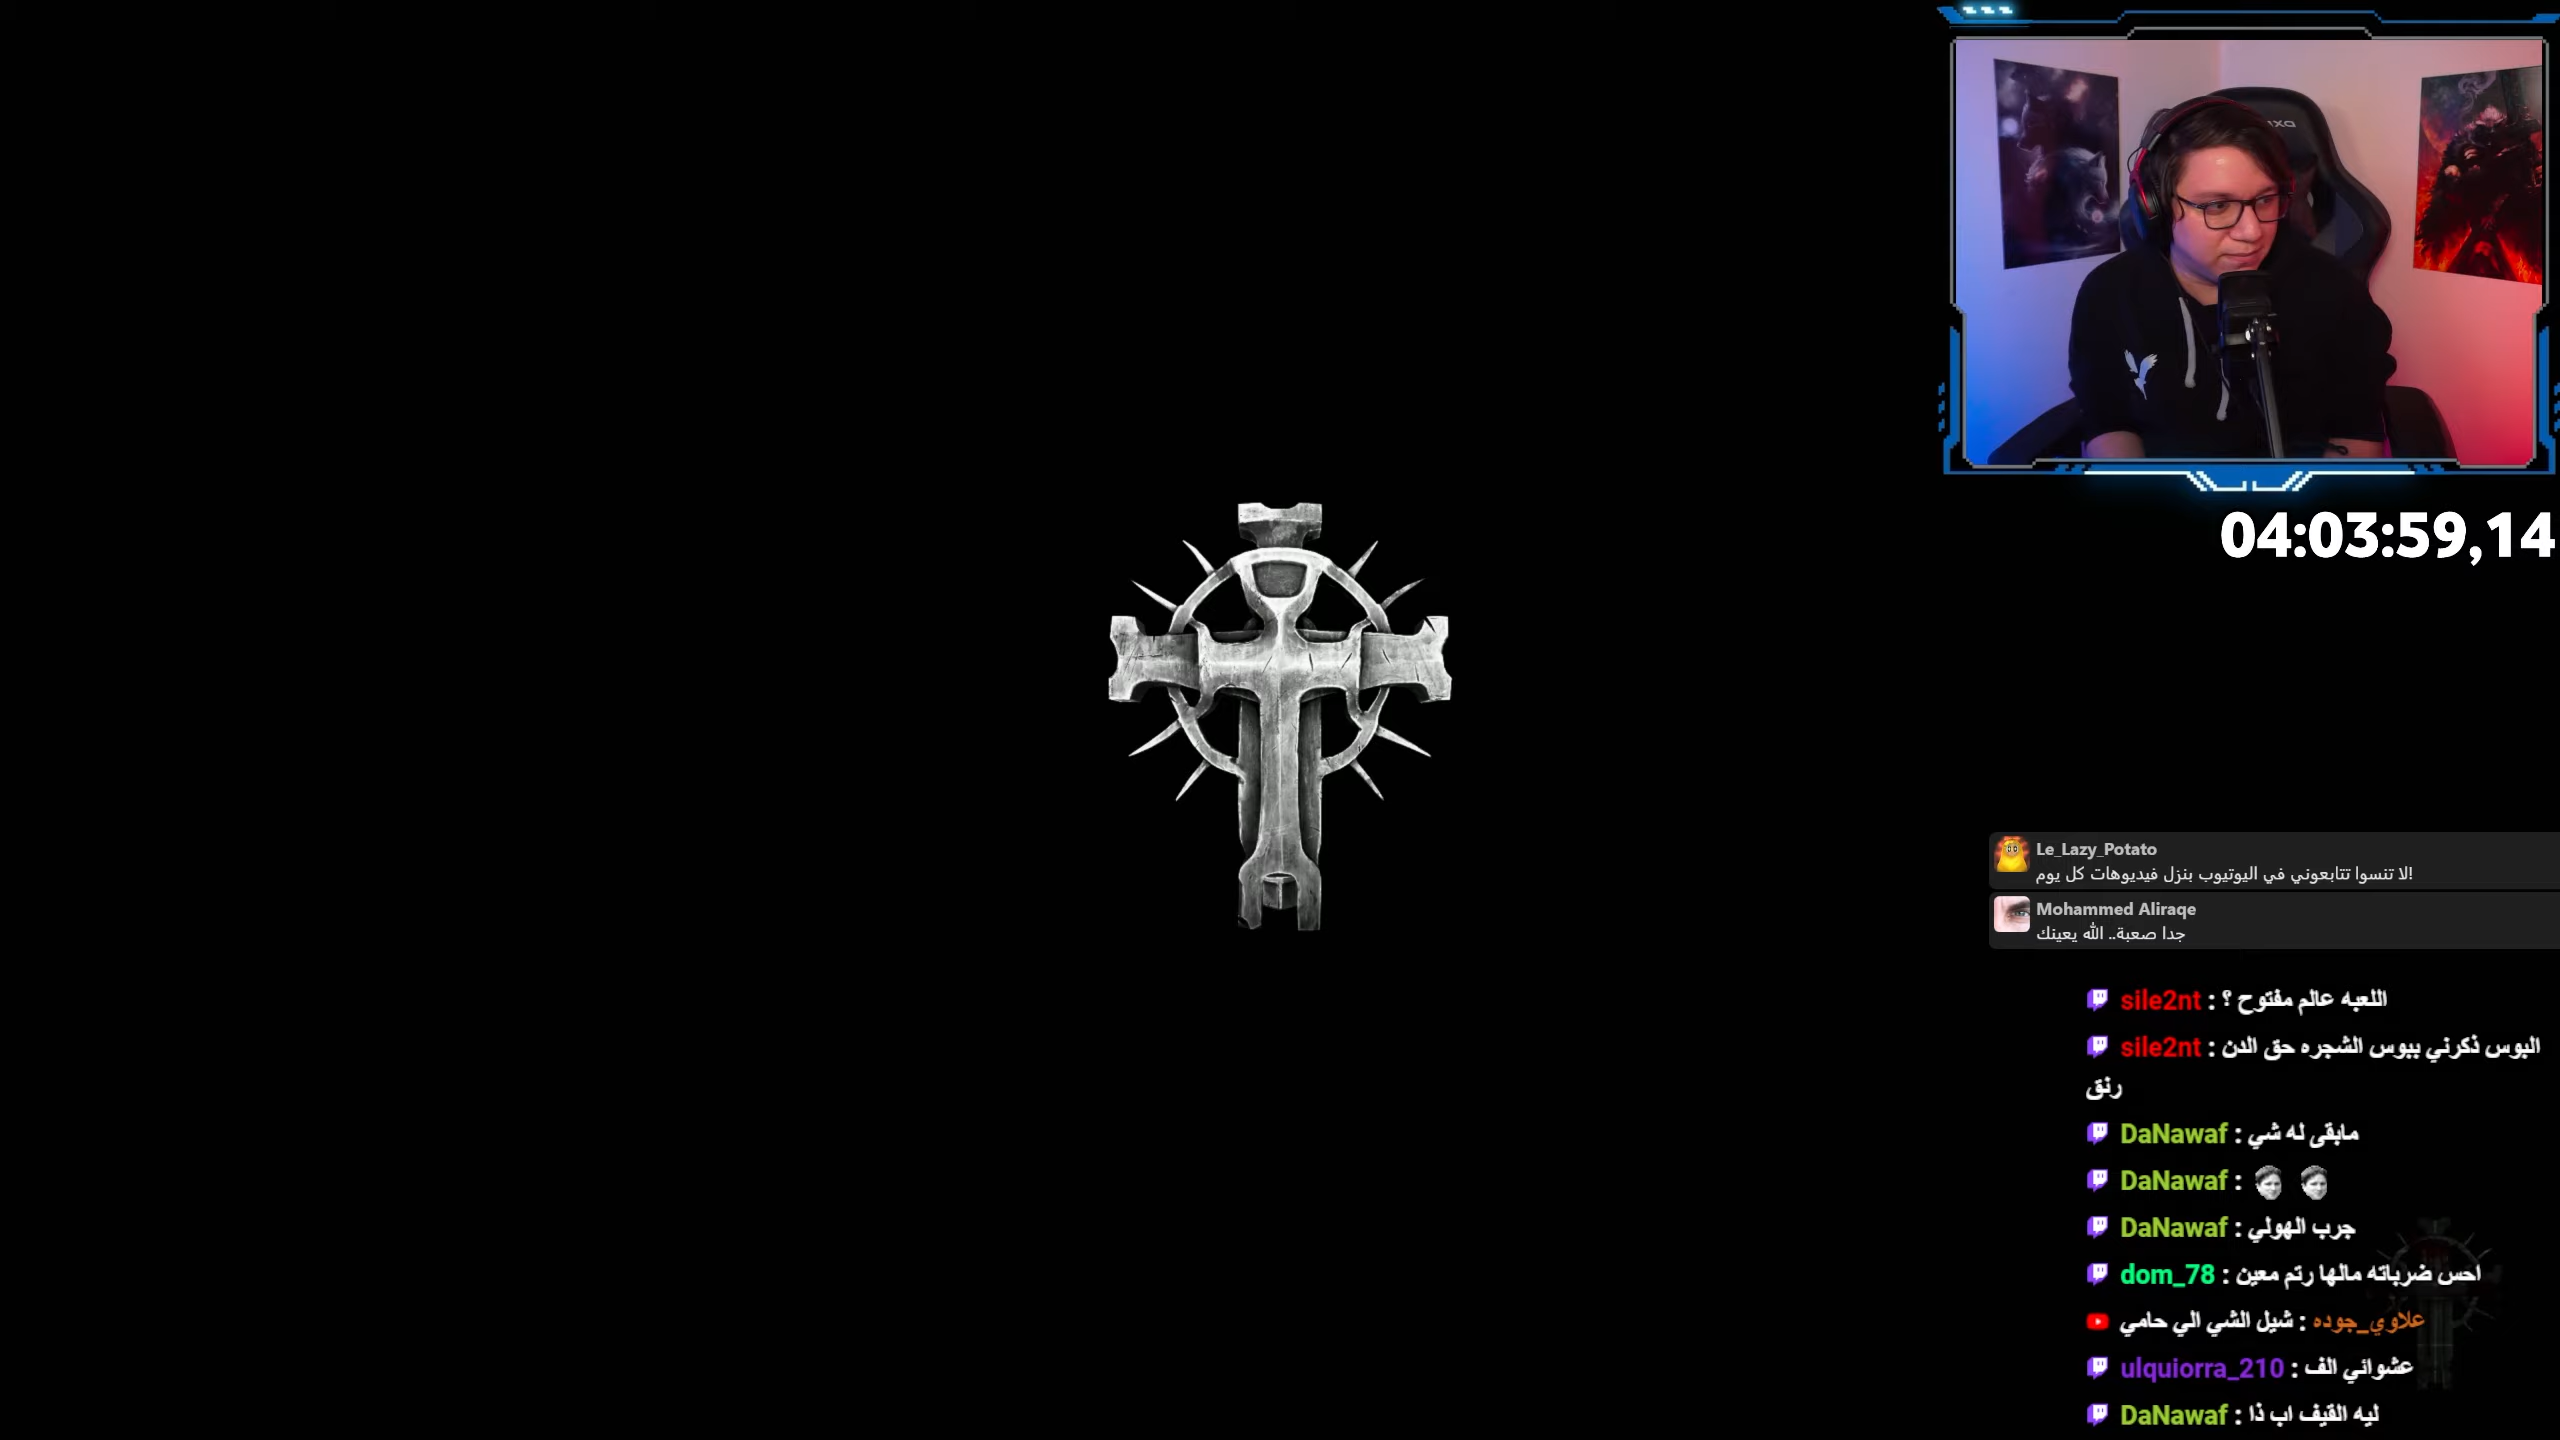 DXR
04:03:59,14
Le_Lazy_Potato
لا تنسوا تتابعوني في اليوتيوب بنزل فيديوهات كل يوم!
Mohammed Aliraqe
جدا صعبة.. الله يعينك
sile2nt : اللعبه عالم مفتوح ؟
sile2nt : البوس ذكرني ببوس الشجره حق الدن
رنق
DaNawaf : مابقى له شي
DaNawaf :
DaNawaf : جرب الهولي
dom_78 : احس ضرباته مالها رتم معين
علاوي_جوده : شيل الشي الي حامي
ulquiorra_210 : عشوائي الف
DaNawaf : ليه القيف اب ذا